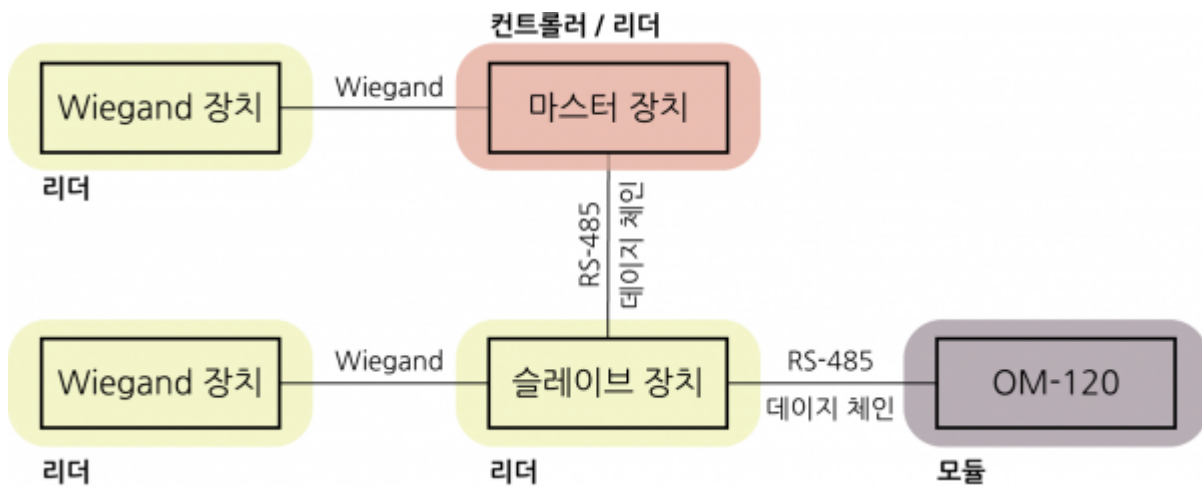 컨트롤러 / 리더
Wiegand 장치
Wiegand
마스터 장치
리더
RS-485
데이지 체인
Wiegand 장치
Wiegand
슬레이브 장치
RS-485
데이지 체인
OM-120
리더
리더
모듈